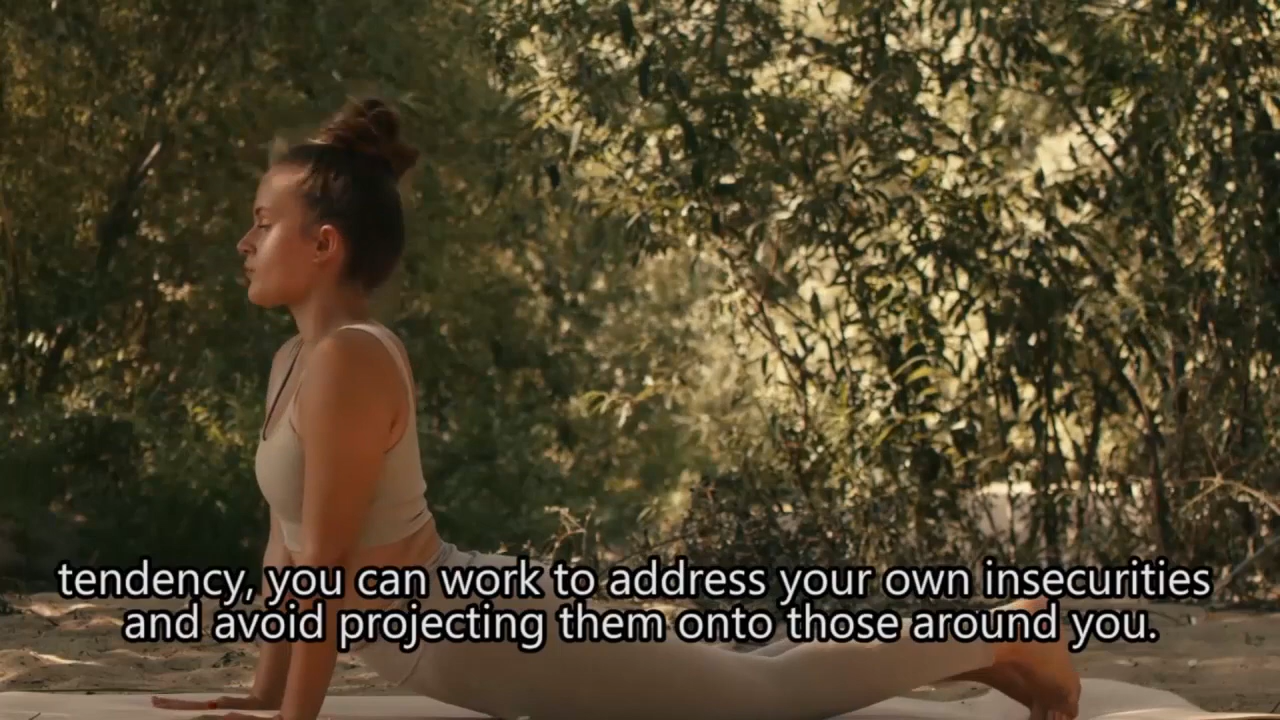 tendency, you can work to address your own insecurities
and avoid projecting them onto those around you.